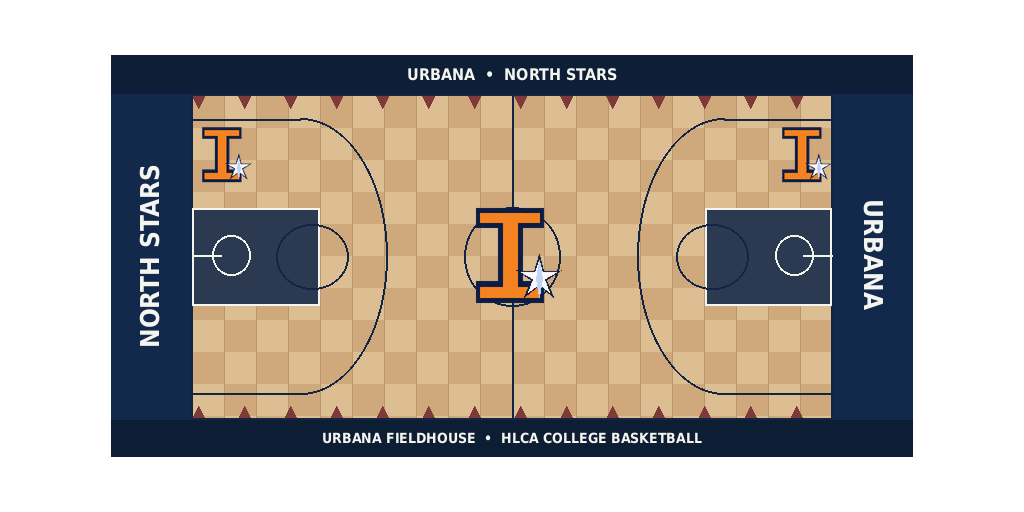 URBANA • NORTH STARS
NORTH STARS
I
I
I
URBANA
URBANA FIELDHOUSE • HLCA COLLEGE BASKETBALL